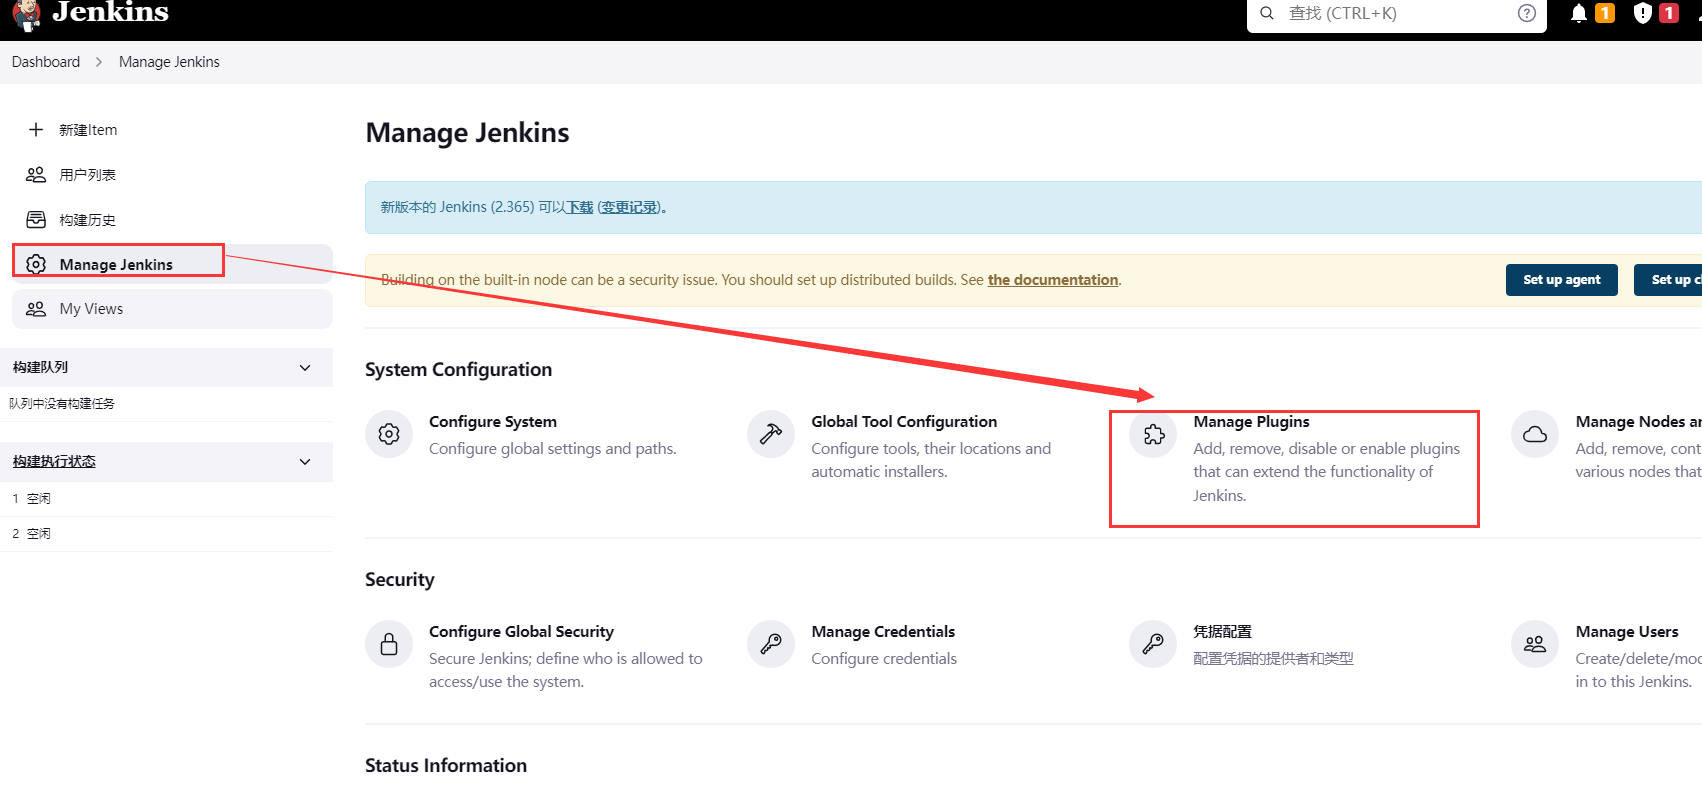 Jenkins
查找 (CTRL+K)
1
1
Dashboard
Manage Jenkins
新建Item
用户列表
构建历史
Manage Jenkins
My Views
构建队列
队列中没有构建任务
构建执行状态
1 空闲
2 空闲
Manage Jenkins
新版本的 Jenkins (2.365) 可以下载 (变更记录)。
Building on the built-in node can be a security issue. You should set up distributed builds. See the documentation.
Set up agent
Set up cl
System Configuration
Configure System
Configure global settings and paths.
Global Tool Configuration
Configure tools, their locations and
automatic installers.
Manage Plugins
Add, remove, disable or enable plugins
that can extend the functionality of
Jenkins.
Manage Nodes an
Add, remove, cont
various nodes that
Security
Configure Global Security
Secure Jenkins; define who is allowed to
access/use the system.
Manage Credentials
Configure credentials
凭据配置
配置凭据的提供者和类型
Manage Users
Create/delete/mod
in to this Jenkins.
Status Information